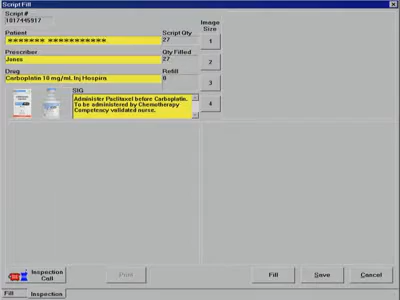 Script Fill
Script #
1017445917
Patient
Script Qty
******* ***********
27
Prescriber
Qty Filled
Jones
27
Drug
Refill
Carboplatin 10 mg/mL Inj Hospira
0
SIG
Administer Paclitaxel before Carboplatin.
To be administered by Chemotherapy
Competency validated nurse.
Image
Size
1
2
3
4
Inspection
Call
Print
Fill
Save
Cancel
Fill
Inspection